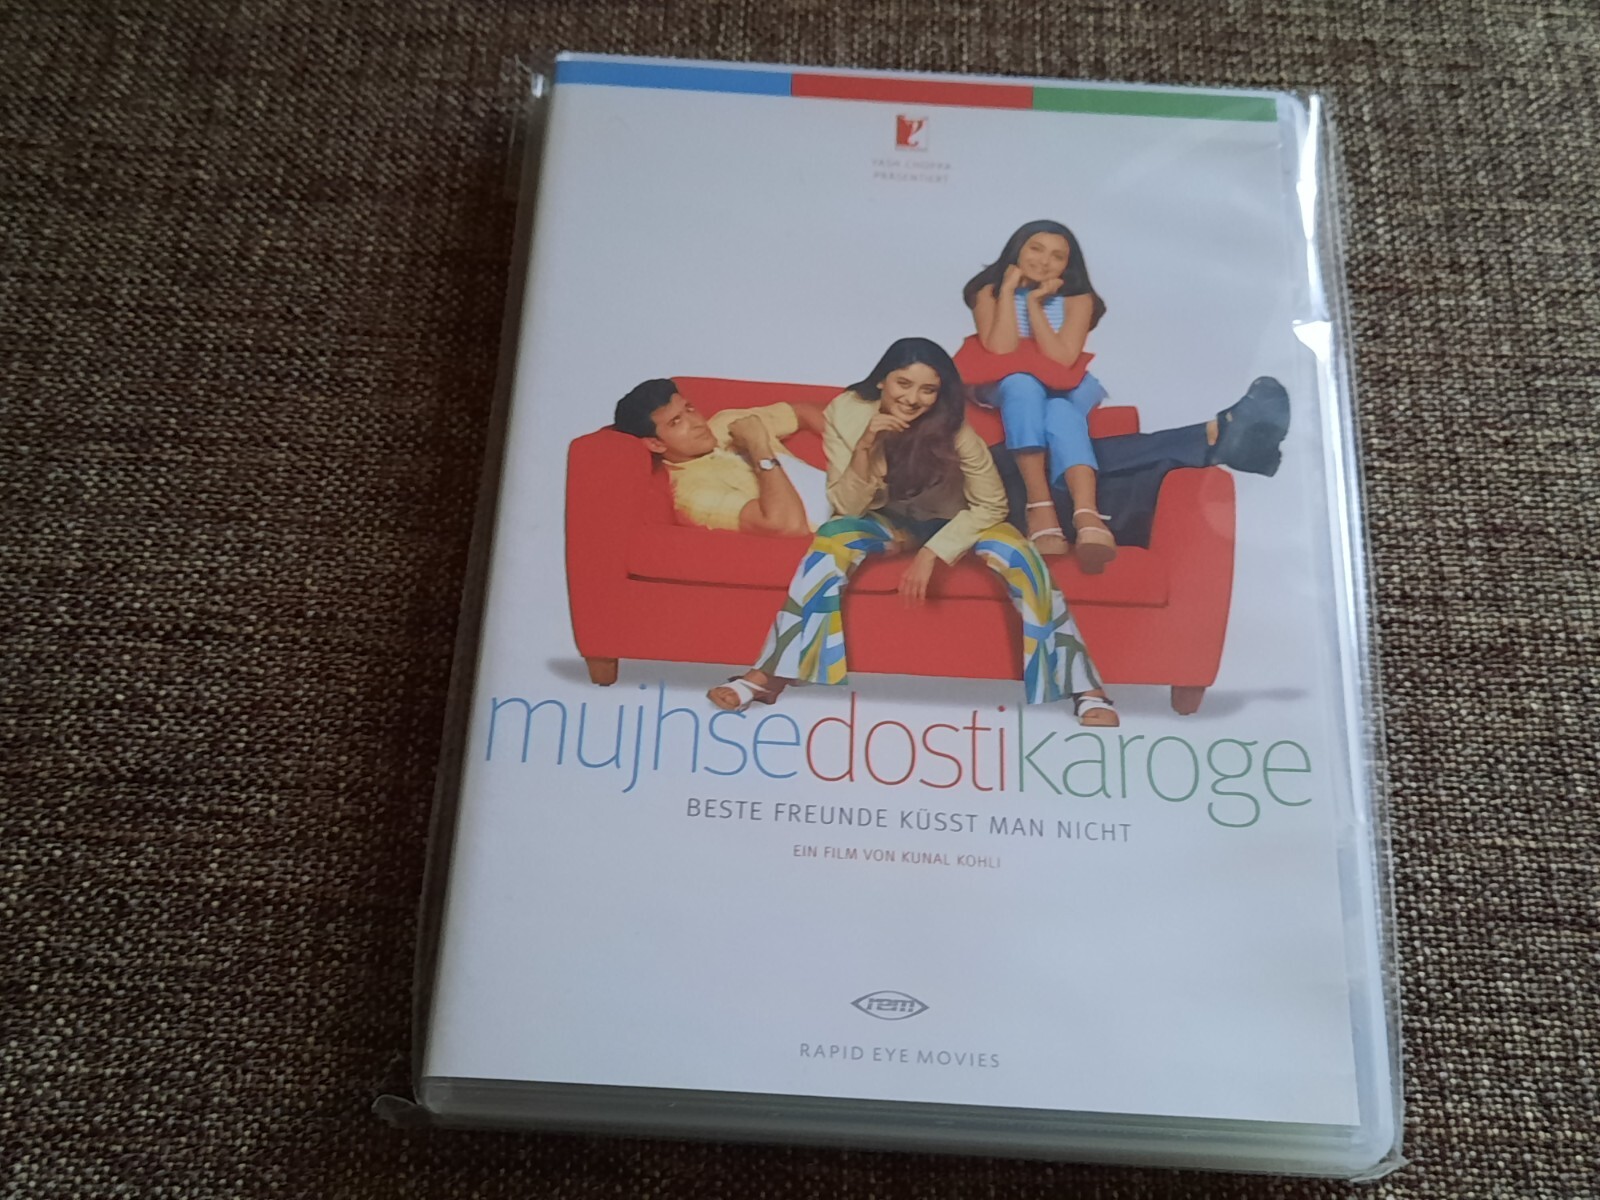 YASH CHOPRA
PRÄSENTIERT
mujhsedostikaroge
BESTE FREUNDE KÜSST MAN NICHT
EIN FILM VON KUNAL KOHLI
rem
RAPID EYE MOVIES